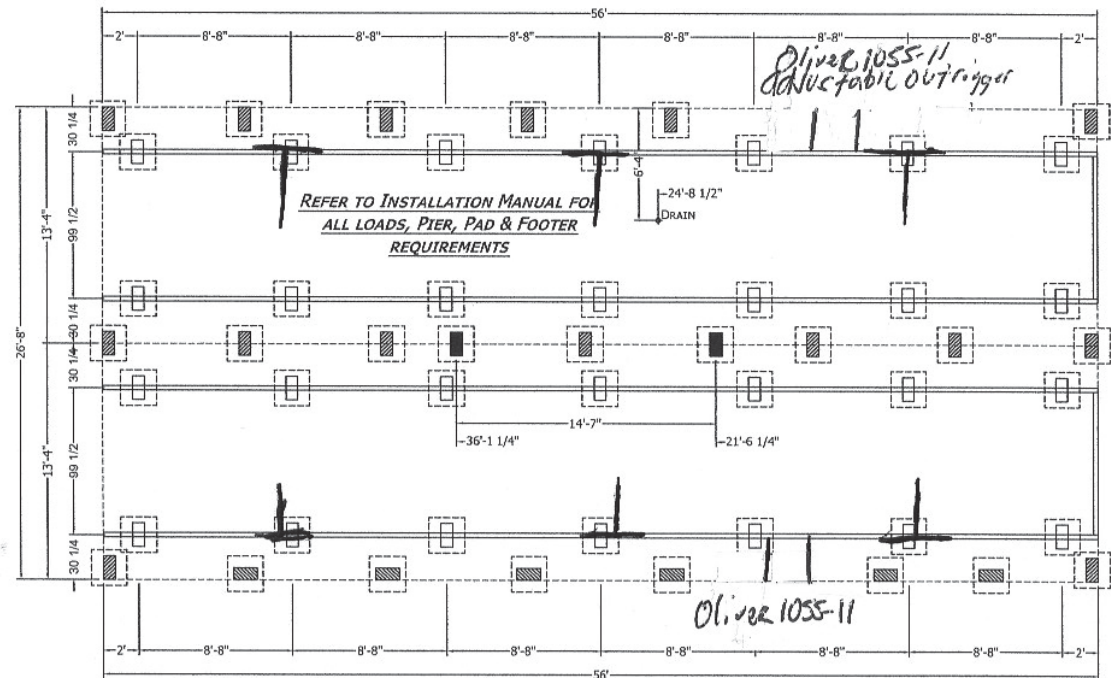 56'
2' 8'-8" 8'-8" 8'-8" 8'-8" 8'-8" 8'-8" 2'
Oliver 1055-11
Adjustable Outrigger
30 1/4
6'-4"
24'-8 1/2"
DRAIN
REFER TO INSTALLATION MANUAL FOR
ALL LOADS, PIER, PAD & FOOTER
REQUIREMENTS
13'-4"
99 1/2
26'-8"
30 1/4
30 1/4
14'-7"
36'-1 1/4"
21'-6 1/4"
13'-4"
99 1/2
30 1/4
Oliver 1055-11
2' 8'-8" 8'-8" 8'-8" 8'-8" 8'-8" 8'-8" 2'
56'